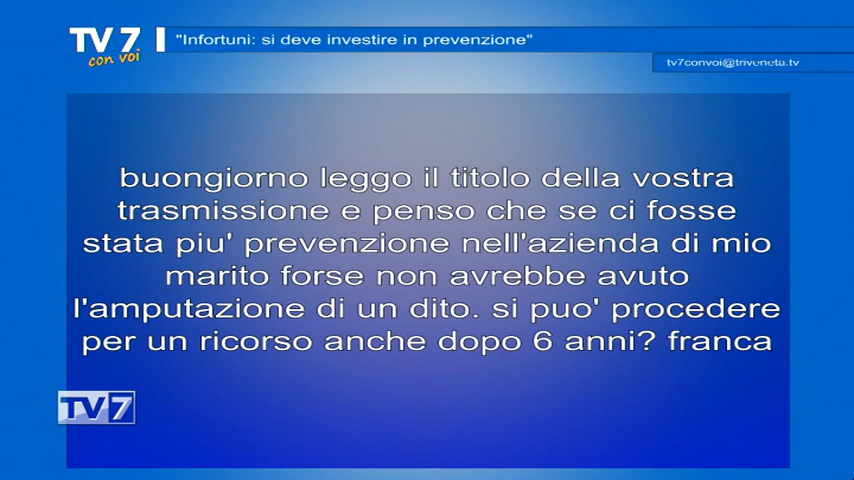 TV7
con voi
"Infortuni: si deve investire in prevenzione"
tv7convoi@triveneta.tv
buongiorno leggo il titolo della vostra
trasmissione e penso che se ci fosse
stata piu' prevenzione nell'azienda di mio
marito forse non avrebbe avuto
l'amputazione di un dito. si puo' procedere
per un ricorso anche dopo 6 anni? franca
TV7